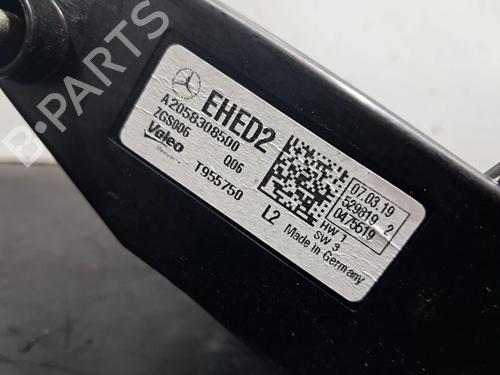 B-PARTS
EHED2
A2058308500
ZGS006 Q06
Valeo
T955750 L2
07.03.19
529819 2
0475519
HW 1
SW 3
Made in Germany